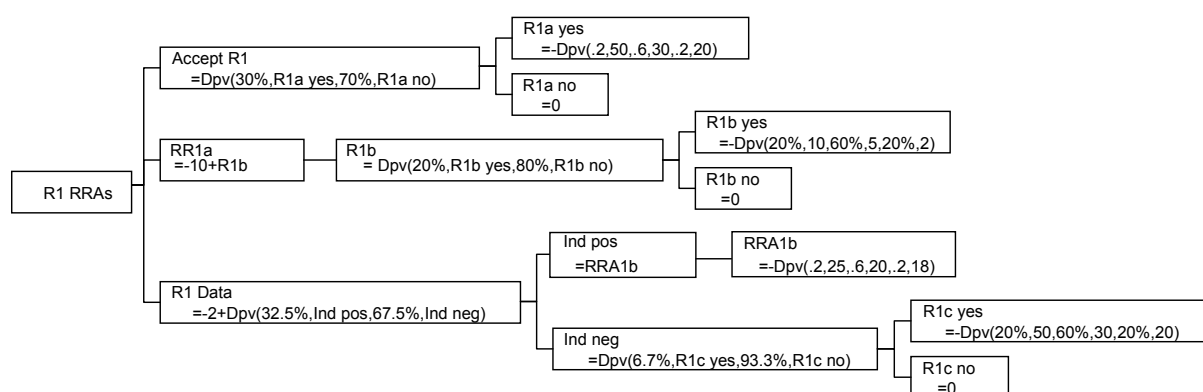 R1 RRAs
Accept R1
=Dpv(30%,R1a yes,70%,R1a no)
R1a yes
=-Dpv(.2,50,.6,30,.2,20)
R1a no
=0
RR1a
=-10+R1b
R1b
= Dpv(20%,R1b yes,80%,R1b no)
R1b yes
=-Dpv(20%,10,60%,5,20%,2)
R1b no
=0
R1 Data
=-2+Dpv(32.5%,Ind pos,67.5%,Ind neg)
Ind pos
=RRA1b
RRA1b
=-Dpv(.2,25,.6,20,.2,18)
Ind neg
=Dpv(6.7%,R1c yes,93.3%,R1c no)
R1c yes
=-Dpv(20%,50,60%,30,20%,20)
R1c no
=0